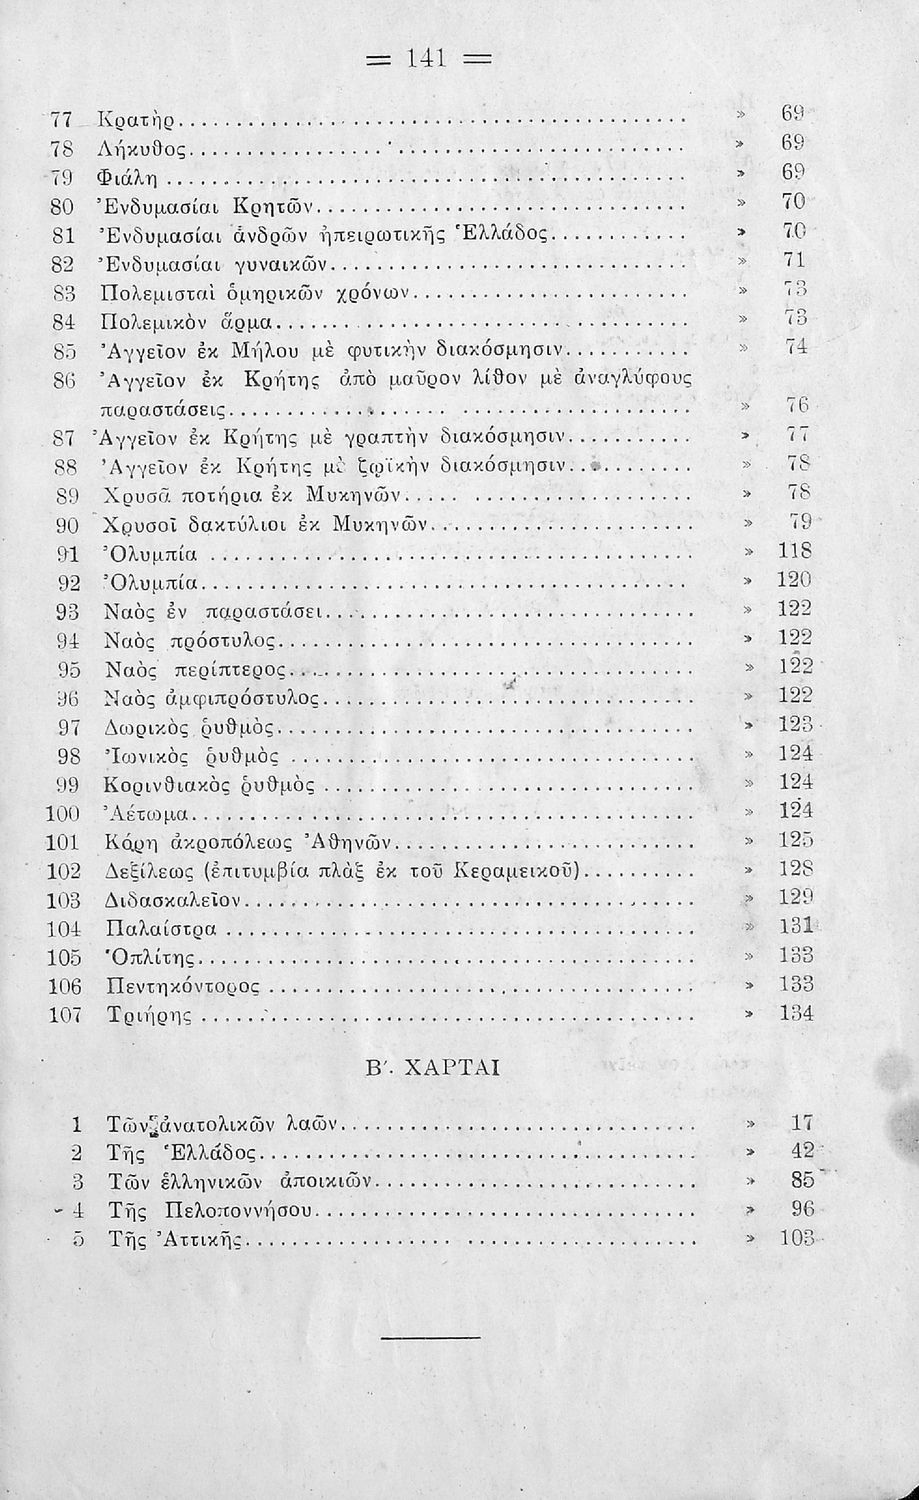 = 141 =
77 Κρατὴρ » 69
78 Λήκυθος » 69
79 Φιάλη » 69
80 Ἐνδυμασίαι Κρητῶν » 70
81 Ἐνδυμασίαι ἀνδρῶν ἠπειρωτικῆς Ἑλλάδος » 70
82 Ἐνδυμασίαι γυναικῶν » 71
83 Πολεμισταὶ ὁμηρικῶν χρόνων » 73
84 Πολεμικὸν ἅρμα » 73
85 Ἀγγεῖον ἐκ Μήλου μὲ φυτικὴν διακόσμησιν » 74
86 Ἀγγεῖον ἐκ Κρήτης ἀπὸ μαῦρον λίθον μὲ ἀναγλύφους
παραστάσεις » 76
87 Ἀγγεῖον ἐκ Κρήτης μὲ γραπτὴν διακόσμησιν » 77
88 Ἀγγεῖον ἐκ Κρήτης μὲ ζῳϊκὴν διακόσμησιν » 78
89 Χρυσᾶ ποτήρια ἐκ Μυκηνῶν » 78
90 Χρυσοῖ δακτύλιοι ἐκ Μυκηνῶν » 79
91 Ὀλυμπία » 118
92 Ὀλυμπία » 120
93 Ναὸς ἐν παραστάσει » 122
94 Ναὸς πρόστυλος » 122
95 Ναὸς περίπτερος » 122
96 Ναὸς ἀμφιπρόστυλος » 122
97 Δωρικὸς ῥυθμὸς » 123
98 Ἰωνικὸς ῥυθμὸς » 124
99 Κορινθιακὸς ῥυθμὸς » 124
100 Ἀέτωμα » 124
101 Κόρη ἀκροπόλεως Ἀθηνῶν » 125
102 Δεξίλεως (ἐπιτυμβία πλὰξ ἐκ τοῦ Κεραμεικοῦ) » 128
103 Διδασκαλεῖον » 129
104 Παλαίστρα » 131
105 Ὁπλίτης » 133
106 Πεντηκόντορος » 133
107 Τριήρης » 134
Β΄. ΧΑΡΤΑΙ
1 Τῶν ἀνατολικῶν λαῶν » 17
2 Τῆς Ἑλλάδος » 42
3 Τῶν ἑλληνικῶν ἀποικιῶν » 85
4 Τῆς Πελοποννήσου » 96
5 Τῆς Ἀττικῆς » 103